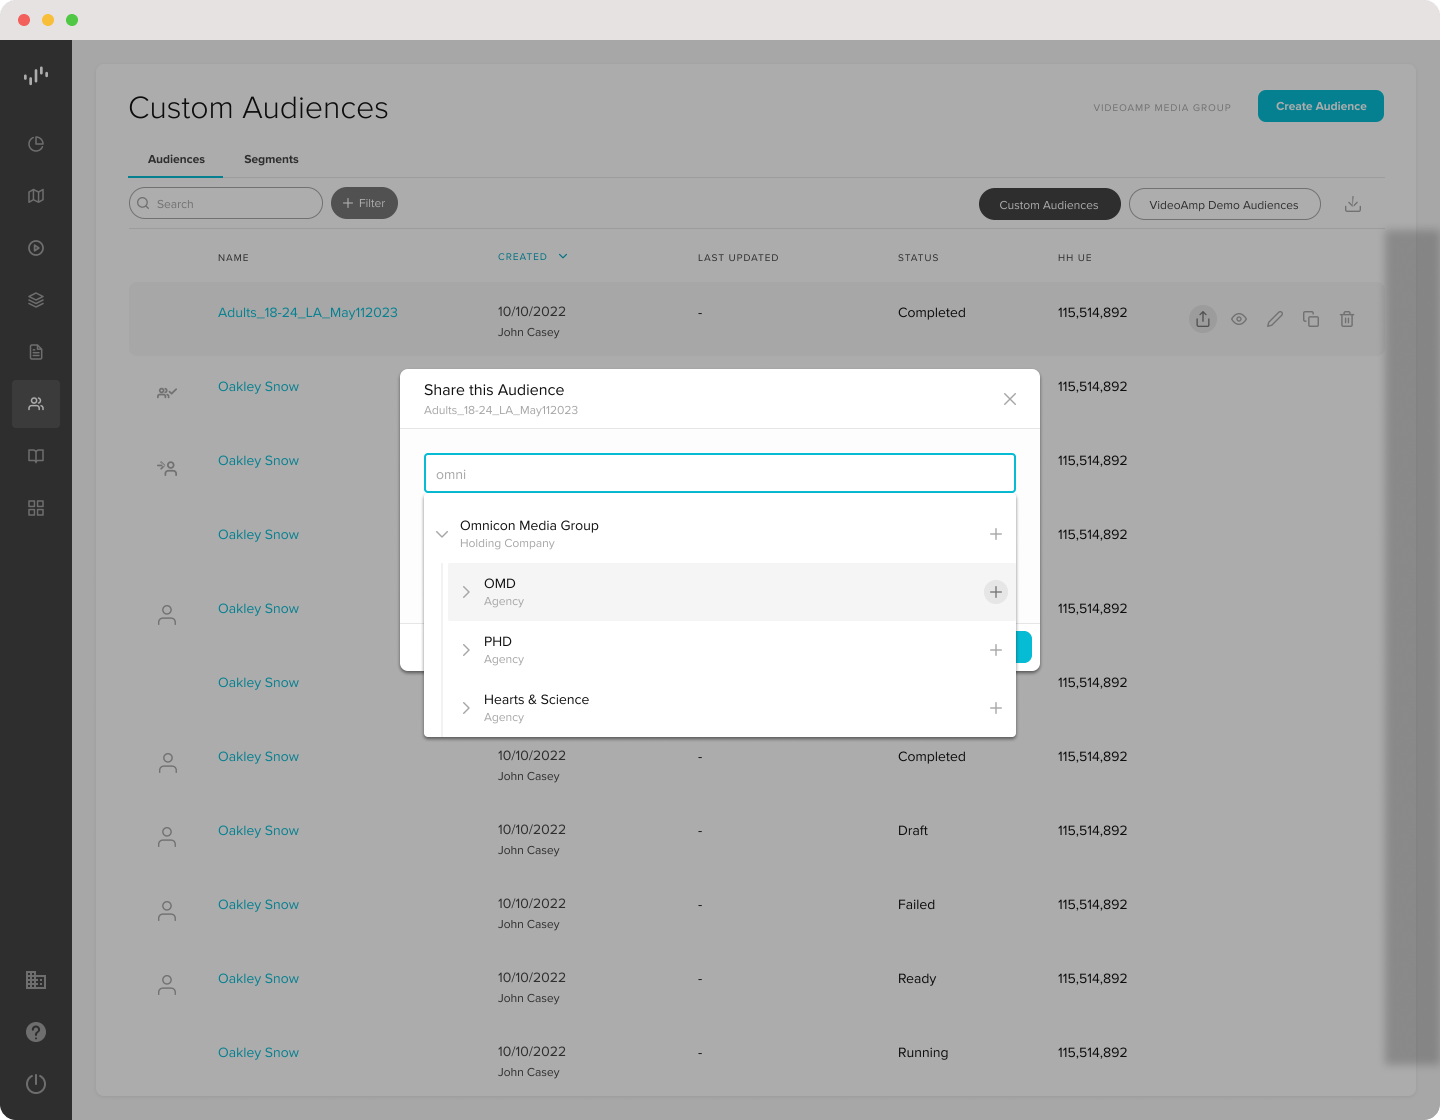 Custom Audiences
VIDEOAMP MEDIA GROUP
Create Audience
Audiences
Segments
Search
Filter
Custom Audiences
VideoAmp Demo Audiences
NAME
CREATED
LAST UPDATED
STATUS
HH UE
Adults_18-24_LA_May112023
10/10/2022
John Casey
-
Completed
115,514,892
Oakley Snow
115,514,892
Share this Audience
Adults_18-24_LA_May112023
Oakley Snow
115,514,892
omni
Oakley Snow
115,514,892
Omnicon Media Group
Holding Company
OMD
Agency
Oakley Snow
115,514,892
PHD
Agency
Oakley Snow
115,514,892
Hearts & Science
Agency
Oakley Snow
10/10/2022
John Casey
-
Completed
115,514,892
Oakley Snow
10/10/2022
John Casey
-
Draft
115,514,892
Oakley Snow
10/10/2022
John Casey
-
Failed
115,514,892
Oakley Snow
10/10/2022
John Casey
-
Ready
115,514,892
Oakley Snow
10/10/2022
John Casey
-
Running
115,514,892